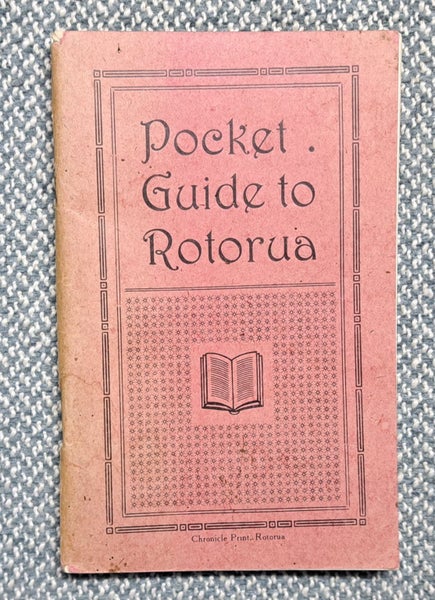 Pocket .
Guide to
Rotorua
Chronicle Print, Rotorua